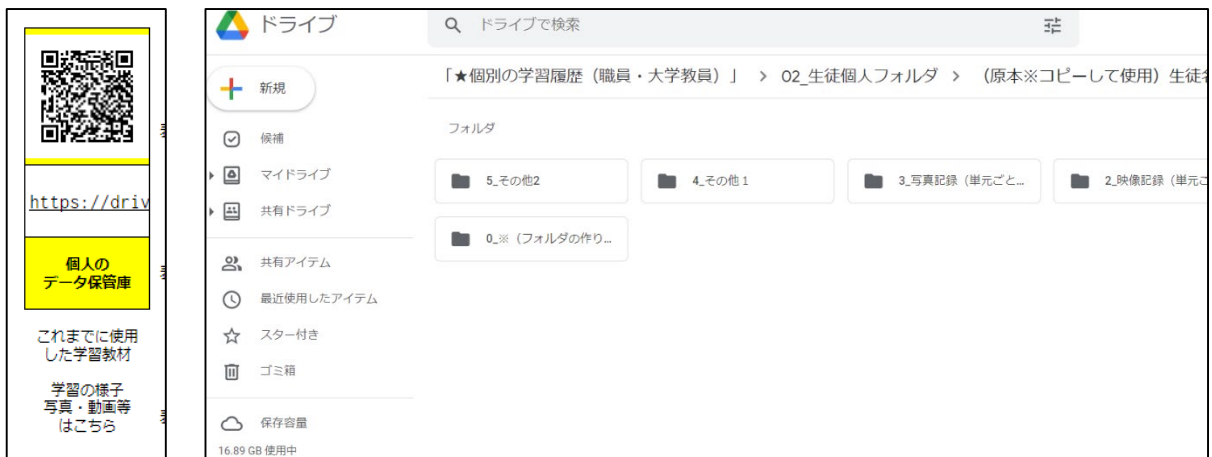 https://driv
個人の
データ保管庫
これまでに使用
した学習教材
学習の様子
写真・動画等
はこちら
ドライブ
ドライブで検索
新規
候補
マイドライブ
共有ドライブ
共有アイテム
最近使用したアイテム
スター付き
ゴミ箱
保存容量
16.89 GB 使用中
「★個別の学習履歴（職員・大学教員）」 > 02_生徒個人フォルダ > （原本※コピーして使用）生徒
フォルダ
5_その他2
4_その他１
3_写真記録（単元ごと...
2_映像記録（単元ご
0_※（フォルダの作り...